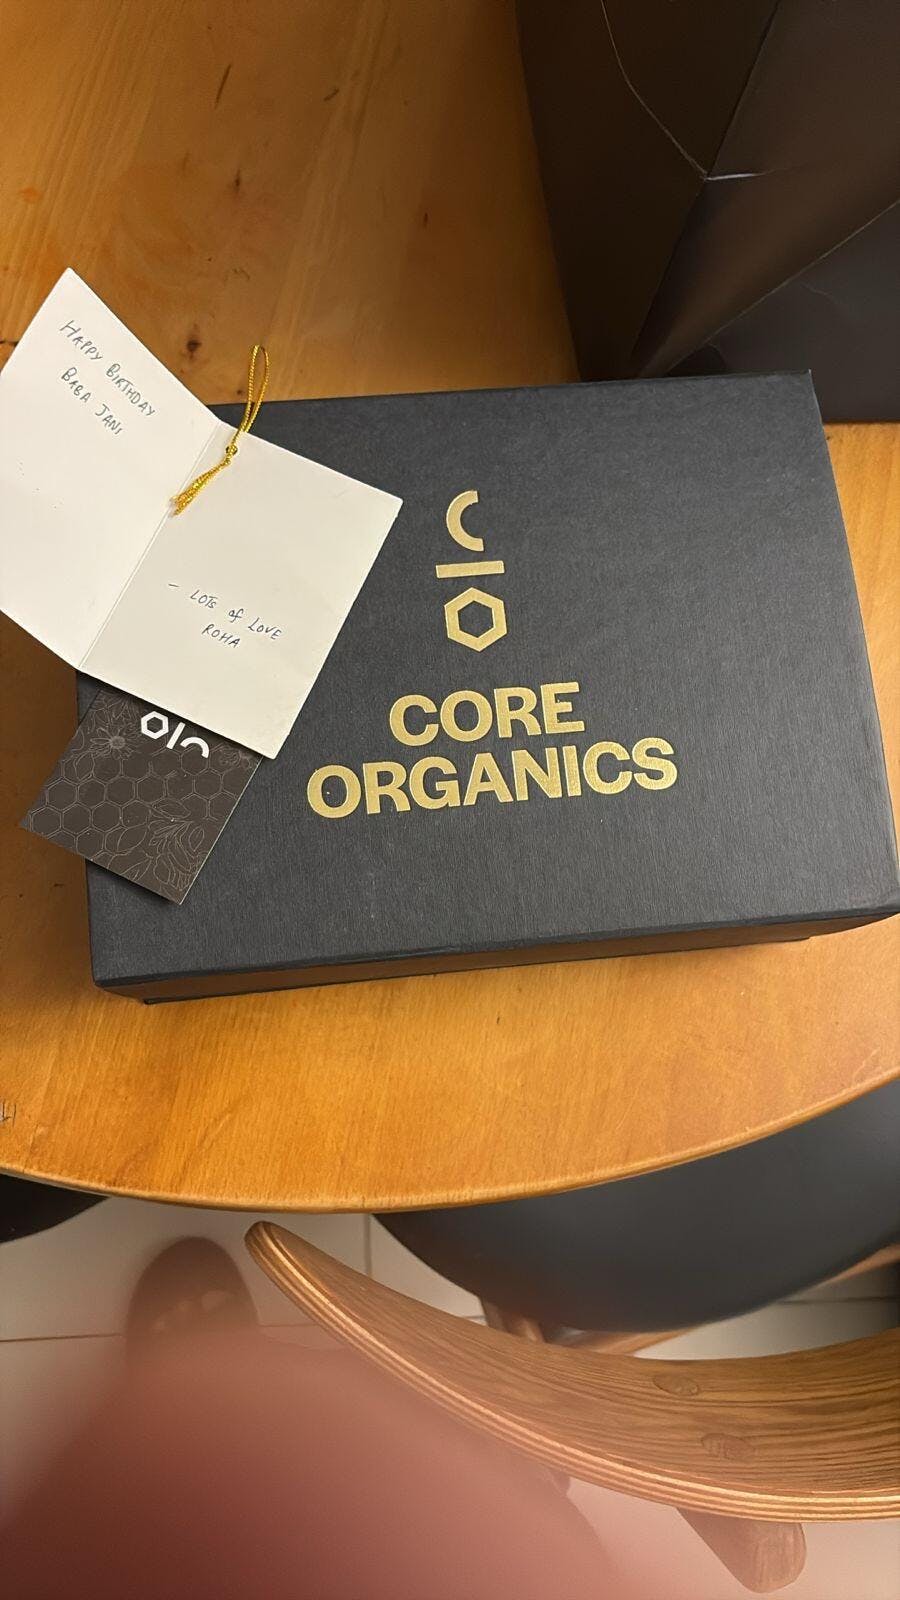 HAPPY BIRTHDAY
BABA JANI
- LOTS of LOVE
ROHA
CORE
ORGANICS